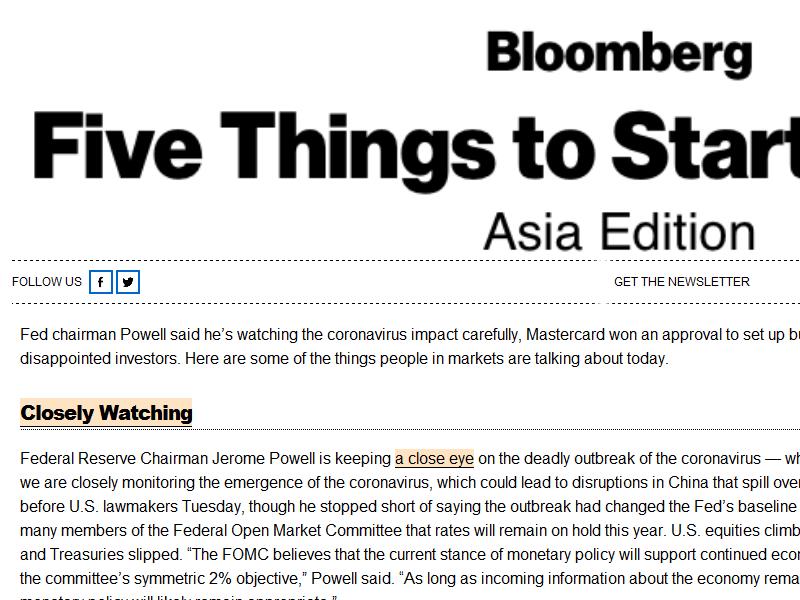 Bloomberg
Five Things to Start
Asia Edition
FOLLOW US
GET THE NEWSLETTER
Fed chairman Powell said he’s watching the coronavirus impact carefully, Mastercard won an approval to set up
disappointed investors. Here are some of the things people in markets are talking about today.
Closely Watching
Federal Reserve Chairman Jerome Powell is keeping a close eye on the deadly outbreak of the coronavirus —
we are closely monitoring the emergence of the coronavirus, which could lead to disruptions in China that spill over
before U.S. lawmakers Tuesday, though he stopped short of saying the outbreak had changed the Fed’s baseline
many members of the Federal Open Market Committee that rates will remain on hold this year. U.S. equities
and Treasuries slipped. “The FOMC believes that the current stance of monetary policy will support continued
the committee’s symmetric 2% objective,” Powell said. “As long as incoming information about the economy
monetary policy will likely remain appropriate.”